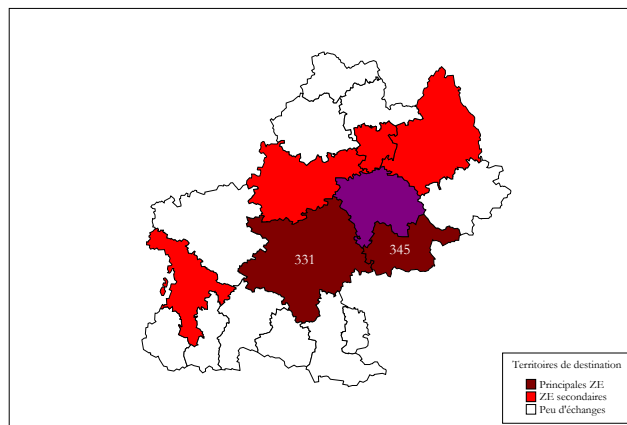 331
345
Territoires de destination
Principales ZE
ZE secondaires
Peu d'échanges